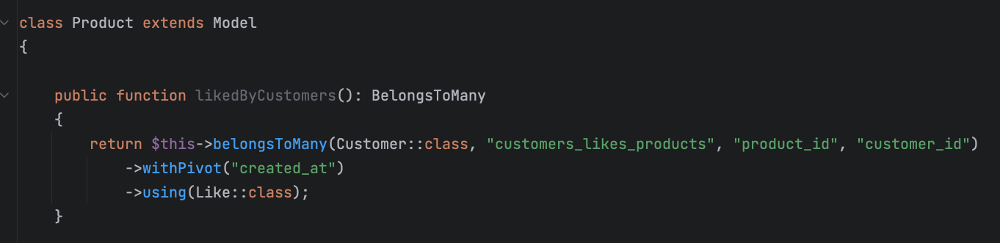 class Product extends Model
{
public function likedByCustomers(): BelongsToMany
{
return $this->belongsToMany(Customer::class, "customers_likes_products", "product_id", "customer_id")
->withPivot("created_at")
->using(Like::class);
}